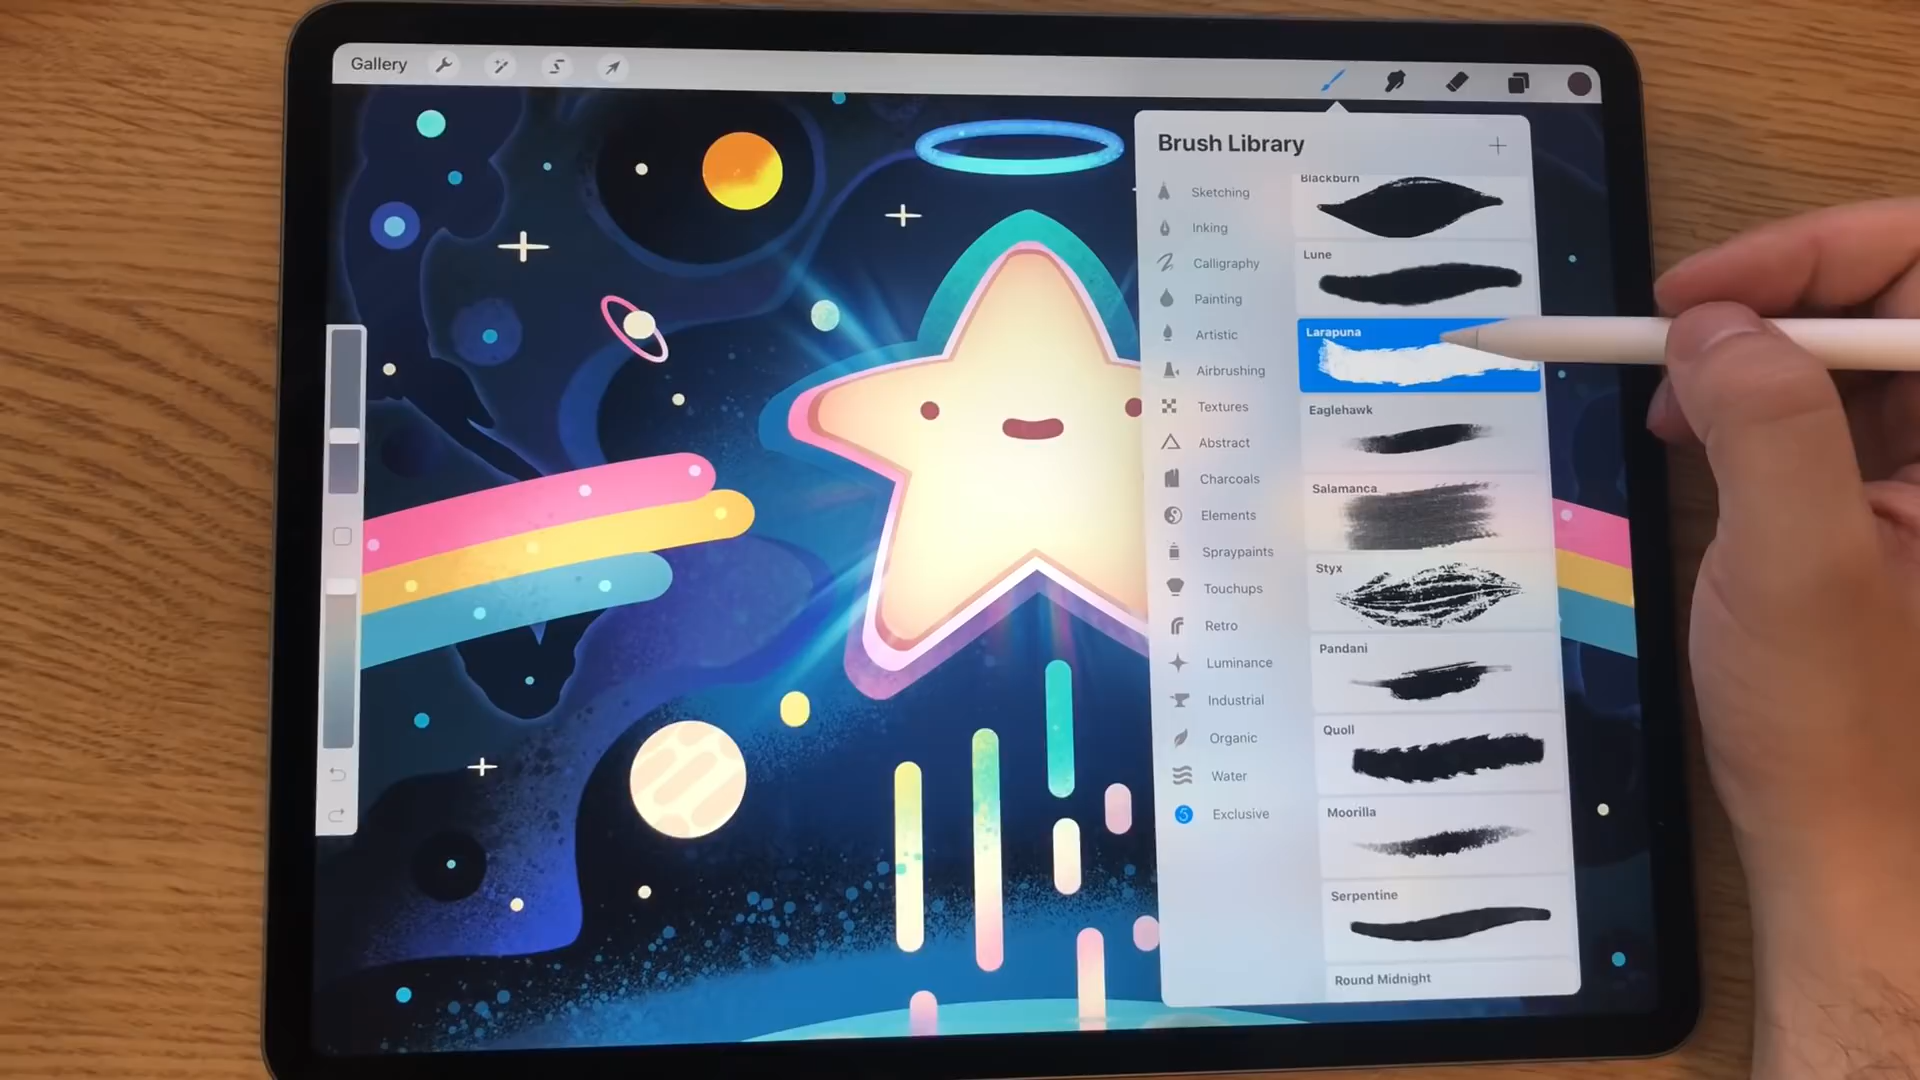 Gallery
Brush Library
Sketching
Inking
Calligraphy
Painting
Artistic
Airbrushing
Textures
Abstract
Charcoals
Elements
Spraypaints
Touchups
Retro
Luminance
Industrial
Organic
Water
5 Exclusive
Blackburn
Lune
Larapuna
Eaglehawk
Salamanca
Styx
Pandani
Quoll
Moorilla
Serpentine
Round Midnight